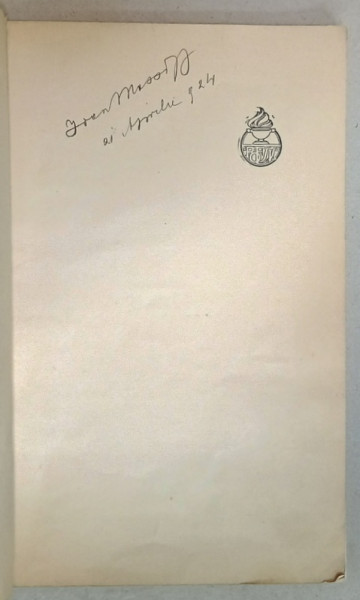 Ioan Massoff
21 Aprilie 924